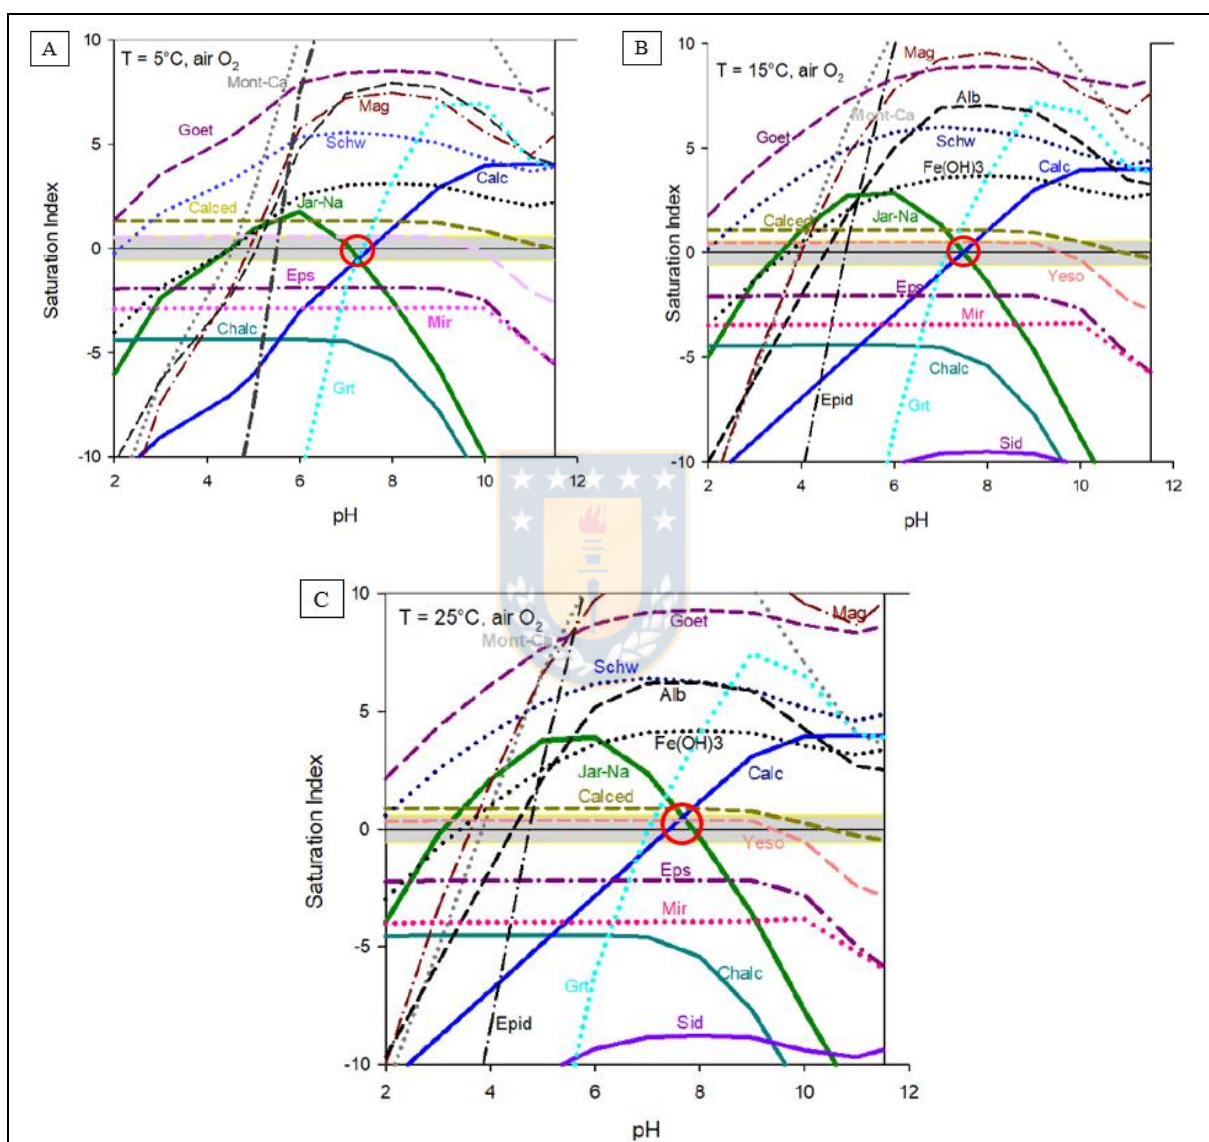 A
T = 5°C, air O2
10
5
0
-5
-10
Saturation Index
Mont-Ca
Mag
Goet
Schw
Calc
Calced
Jar-Na
Eps
Mir
Chalc
Grt
2
4
6
8
10
12
pH
B
T = 15°C, air O2
10
5
0
-5
-10
Saturation Index
Mag
Alb
Mont-Ca
Goet
Schw
Fe(OH)3
Calc
Calced
Jar-Na
Yeso
Eps
Mir
Chalc
Epid
Grt
Sid
2
4
6
8
10
12
pH
C
T = 25°C, air O2
10
5
0
-5
-10
Saturation Index
Mag
Goet
Mont-Ca
Schw
Alb
Fe(OH)3
Jar-Na
Calc
Calced
Yeso
Eps
Mir
Chalc
Grt
Epid
Sid
2
4
6
8
10
12
pH